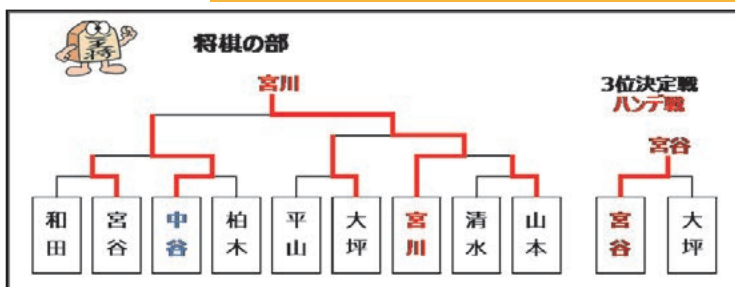 王将
将棋の部
宮川
3位決定戦
ハンデ戦
宮谷
和田
宮谷
中谷
柏木
平山
大坪
宮川
清水
山本
宮谷
大坪